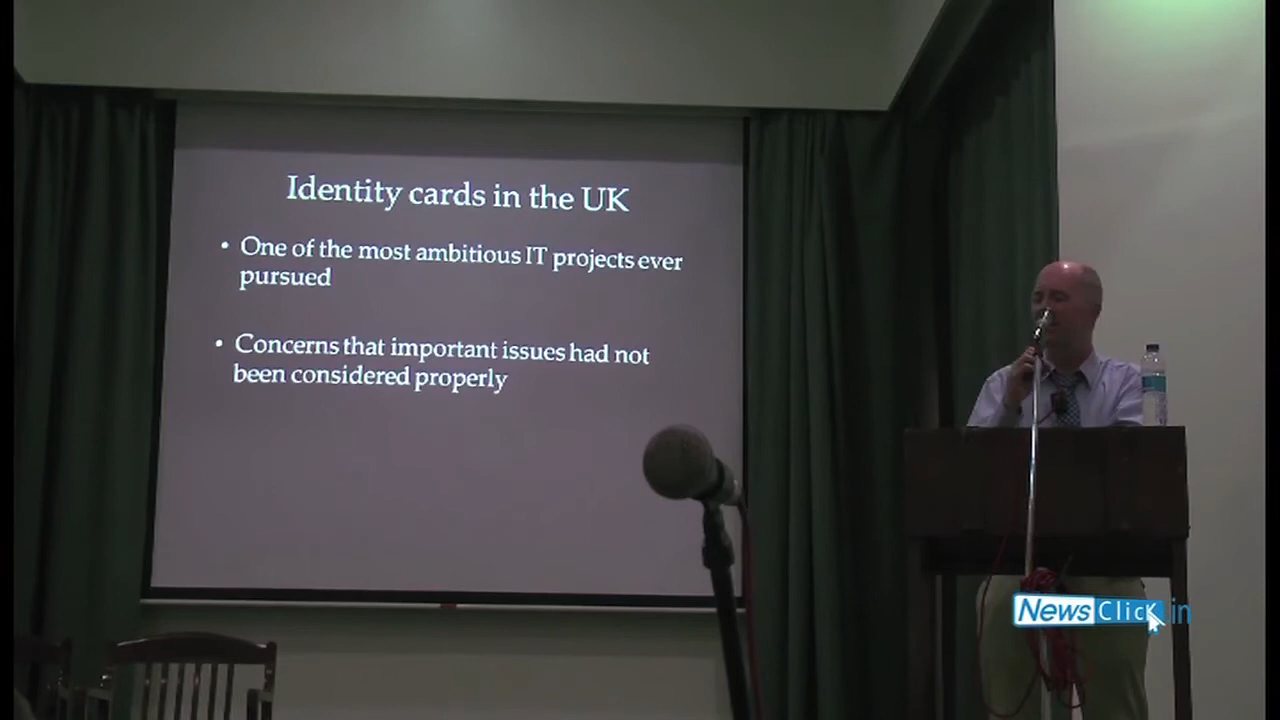 Identity cards in the UK
• One of the most ambitious IT projects ever
pursued
• Concerns that important issues had not
been considered properly
NewsClick in